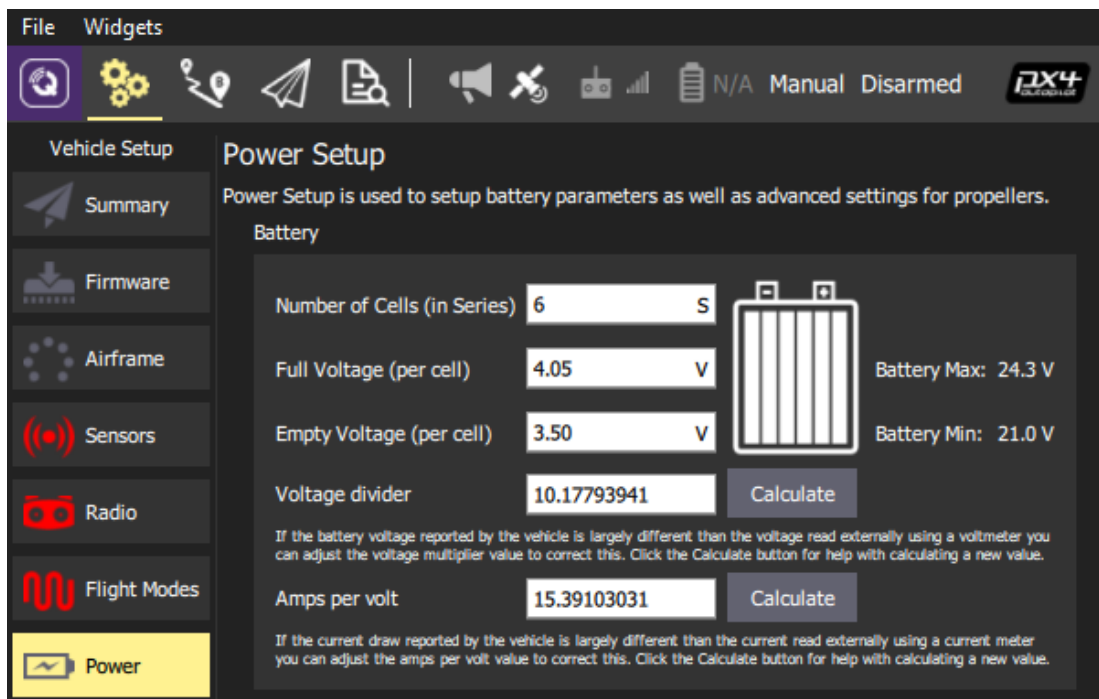 File Widgets
N/A Manual Disarmed px4 autopilot
Vehicle Setup
Summary
Firmware
Airframe
Sensors
Radio
Flight Modes
Power
Power Setup
Power Setup is used to setup battery parameters as well as advanced settings for propellers.
Battery
Number of Cells (in Series) 6 S
Full Voltage (per cell) 4.05 V Battery Max: 24.3 V
Empty Voltage (per cell) 3.50 V Battery Min: 21.0 V
Voltage divider 10.17793941 Calculate
If the battery voltage reported by the vehicle is largely different than the voltage read externally using a voltmeter you
can adjust the voltage multiplier value to correct this. Click the Calculate button for help with calculating a new value.
Amps per volt 15.39103031 Calculate
If the current draw reported by the vehicle is largely different than the current read externally using a current meter
you can adjust the amps per volt value to correct this. Click the Calculate button for help with calculating a new value.